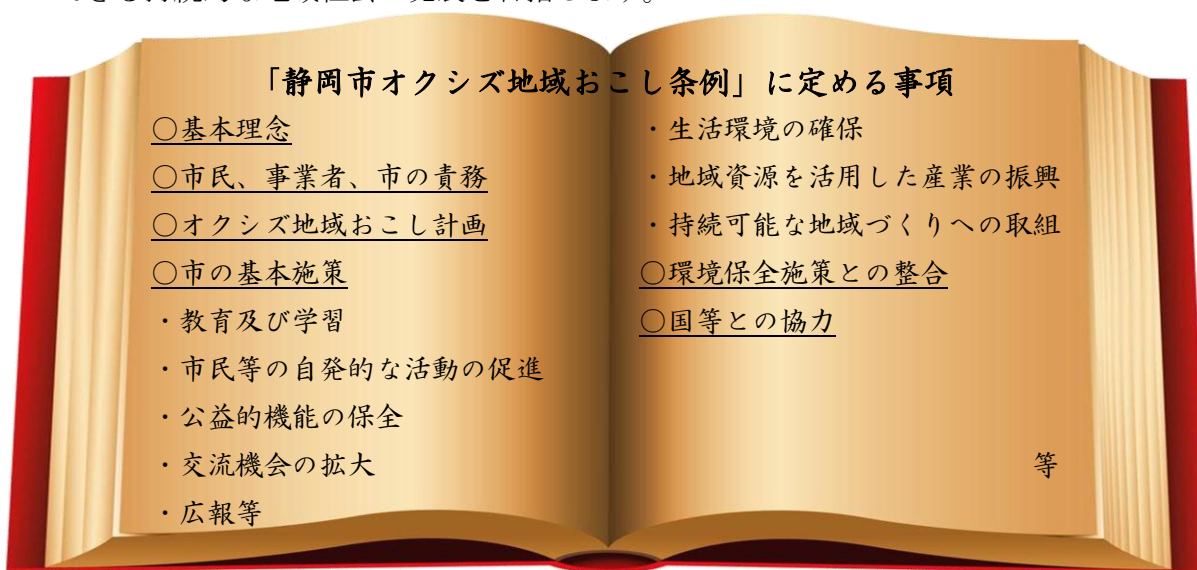 「静岡市オクシズ地域おこし条例」に定める事項
○基本理念
○市民、事業者、市の責務
○オクシズ地域おこし計画
○市の基本施策
・教育及び学習
・市民等の自発的な活動の促進
・公益的機能の保全
・交流機会の拡大
・広報等
・生活環境の確保
・地域資源を活用した産業の振興
・持続可能な地域づくりへの取組
○環境保全施策との整合
○国等との協力
等